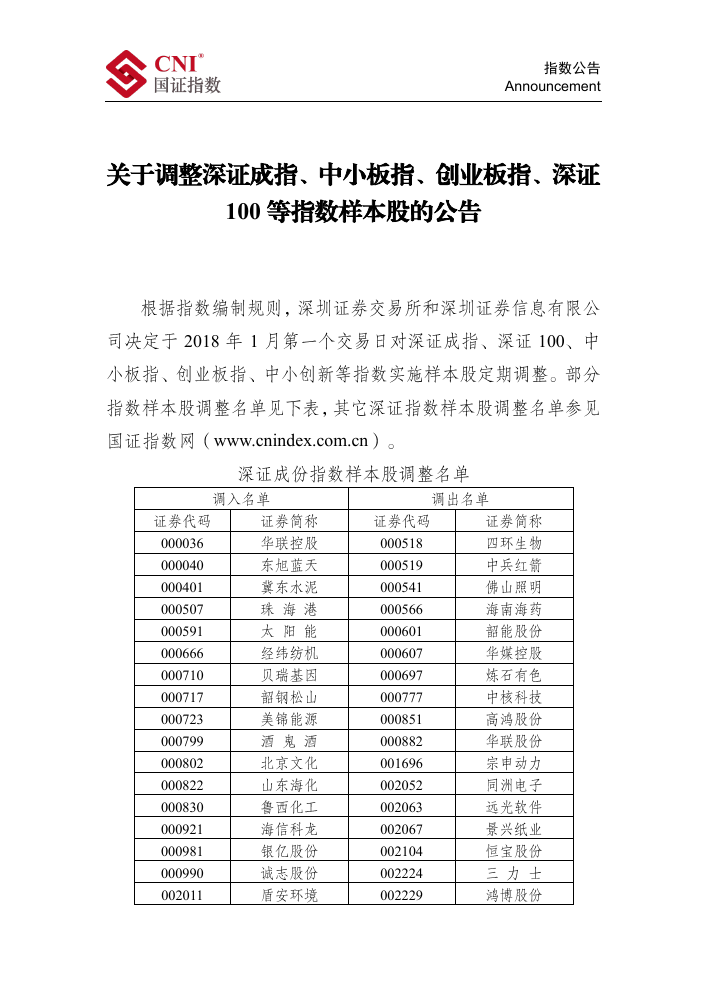 CNI®
国证指数
指数公告
Announcement
关于调整深证成指、中小板指、创业板指、深证
100 等指数样本股的公告
根据指数编制规则，深圳证券交易所和深圳证券信息有限公
司决定于 2018 年 1 月第一个交易日对深证成指、深证 100、中
小板指、创业板指、中小创新等指数实施样本股定期调整。部分
指数样本股调整名单见下表，其它深证指数样本股调整名单参见
国证指数网（www.cnindex.com.cn）。
深证成份指数样本股调整名单
调入名单 调出名单
证券代码 证券简称 证券代码 证券简称
000036 华联控股 000518 四环生物
000040 东旭蓝天 000519 中兵红箭
000401 冀东水泥 000541 佛山照明
000507 珠 海 港 000566 海南海药
000591 太 阳 能 000601 韶能股份
000666 经纬纺机 000607 华媒控股
000710 贝瑞基因 000697 炼石有色
000717 韶钢松山 000777 中核科技
000723 美锦能源 000851 高鸿股份
000799 酒 鬼 酒 000882 华联股份
000802 北京文化 001696 宗申动力
000822 山东海化 002052 同洲电子
000830 鲁西化工 002063 远光软件
000921 海信科龙 002067 景兴纸业
000981 银亿股份 002104 恒宝股份
000990 诚志股份 002224 三 力 士
002011 盾安环境 002229 鸿博股份